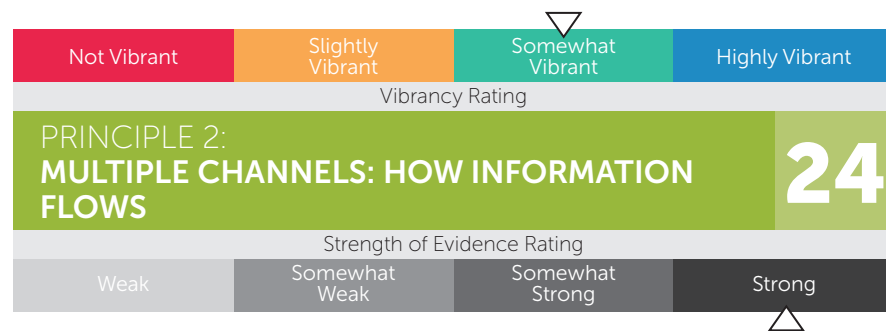 Not Vibrant
Slightly
Vibrant
Somewhat
Vibrant
Highly Vibrant
Vibrancy Rating
PRINCIPLE 2:
MULTIPLE CHANNELS: HOW INFORMATION
FLOWS
24
Strength of Evidence Rating
Weak
Somewhat
Weak
Somewhat
Strong
Strong